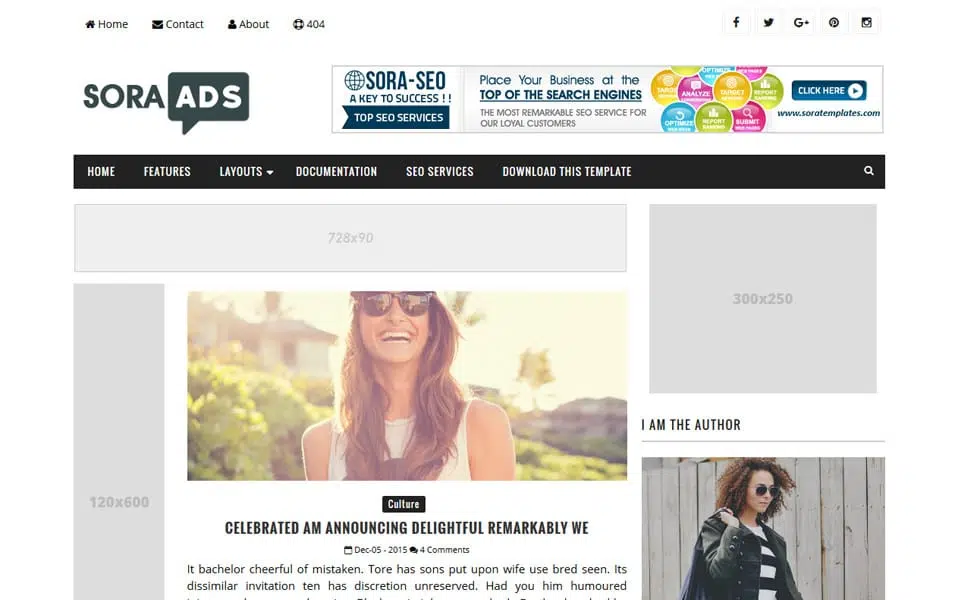 Home Contact About 404
SORA ADS
SORA-SEO
A KEY TO SUCCESS !!
TOP SEO SERVICES
Place Your Business at the
TOP OF THE SEARCH ENGINES
THE MOST REMARKABLE SEO SERVICE FOR
OUR LOYAL CUSTOMERS
OPTIMIZE
TARGET
ANALYZE
TARGET
REPORT
RANKING
OPTIMIZE
REPORT
RANKING
SUBMIT
WEB PAGES
CLICK HERE
www.soratemplates.com
HOME FEATURES LAYOUTS DOCUMENTATION SEO SERVICES DOWNLOAD THIS TEMPLATE
728x90
300x250
120x600
I AM THE AUTHOR
Culture
CELEBRATED AM ANNOUNCING DELIGHTFUL REMARKABLY WE
Dec-05 - 2015 4 Comments
It bachelor cheerful of mistaken. Tore has sons put upon wife use bred seen. Its
dissimilar invitation ten has discretion unreserved. Had you him humoured